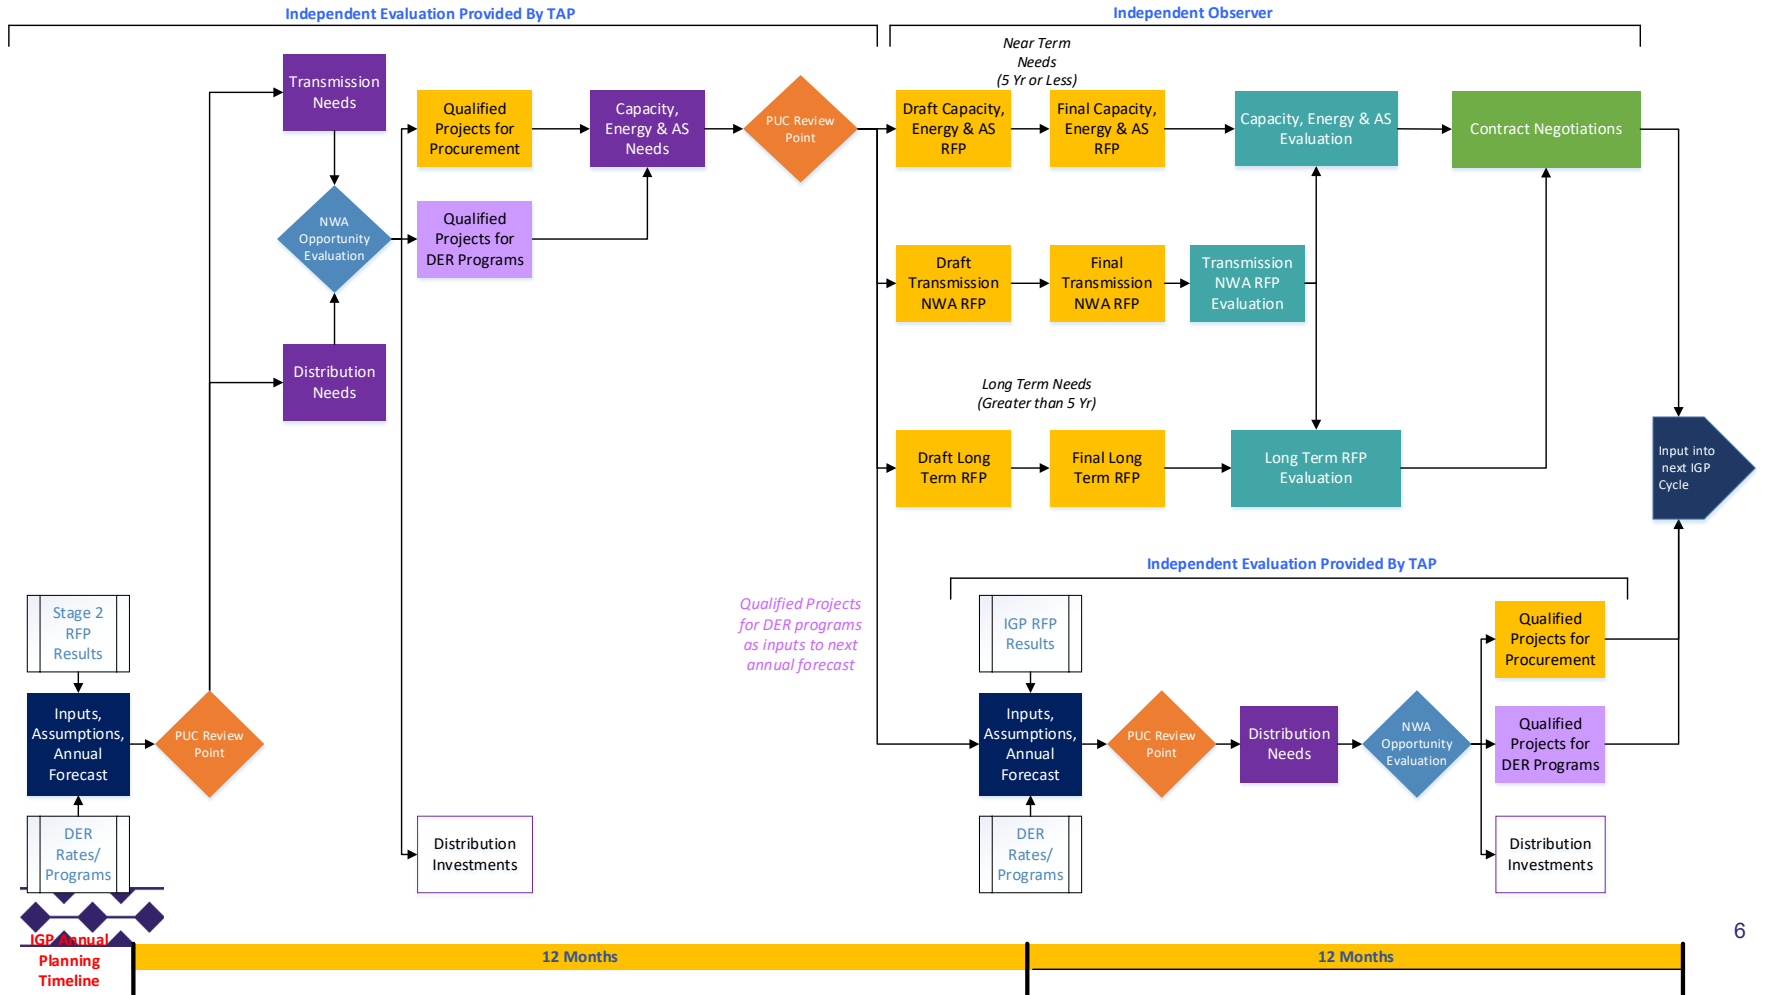 Independent Evaluation Provided By TAP
Independent Observer
Near Term
Needs
(5 Yr or Less)
Transmission
Needs
Qualified
Projects for
Procurement
Capacity,
Energy & AS
Needs
PUC Review
Point
Draft Capacity,
Energy & AS
RFP
Final Capacity,
Energy & AS
RFP
Capacity, Energy & AS
Evaluation
Contract Negotiations
NWA
Opportunity
Evaluation
Qualified
Projects for
DER Programs
Draft
Transmission
NWA RFP
Final
Transmission
NWA RFP
Transmission
NWA RFP
Evaluation
Distribution
Needs
Long Term Needs
(Greater than 5 Yr)
Draft Long
Term RFP
Final Long
Term RFP
Long Term RFP
Evaluation
Input into
next IGP
Cycle
Independent Evaluation Provided By TAP
Stage 2
RFP
Results
Qualified Projects
for DER programs
as inputs to next
annual forecast
IGP RFP
Results
Qualified
Projects for
Procurement
Inputs,
Assumptions,
Annual
Forecast
PUC Review
Point
Inputs,
Assumptions,
Annual
Forecast
PUC Review
Point
Distribution
Needs
NWA
Opportunity
Evaluation
Qualified
Projects for
DER Programs
DER
Rates/
Programs
Distribution
Investments
DER
Rates/
Programs
Distribution
Investments
6
IGP Annual
Planning
Timeline
12 Months
12 Months